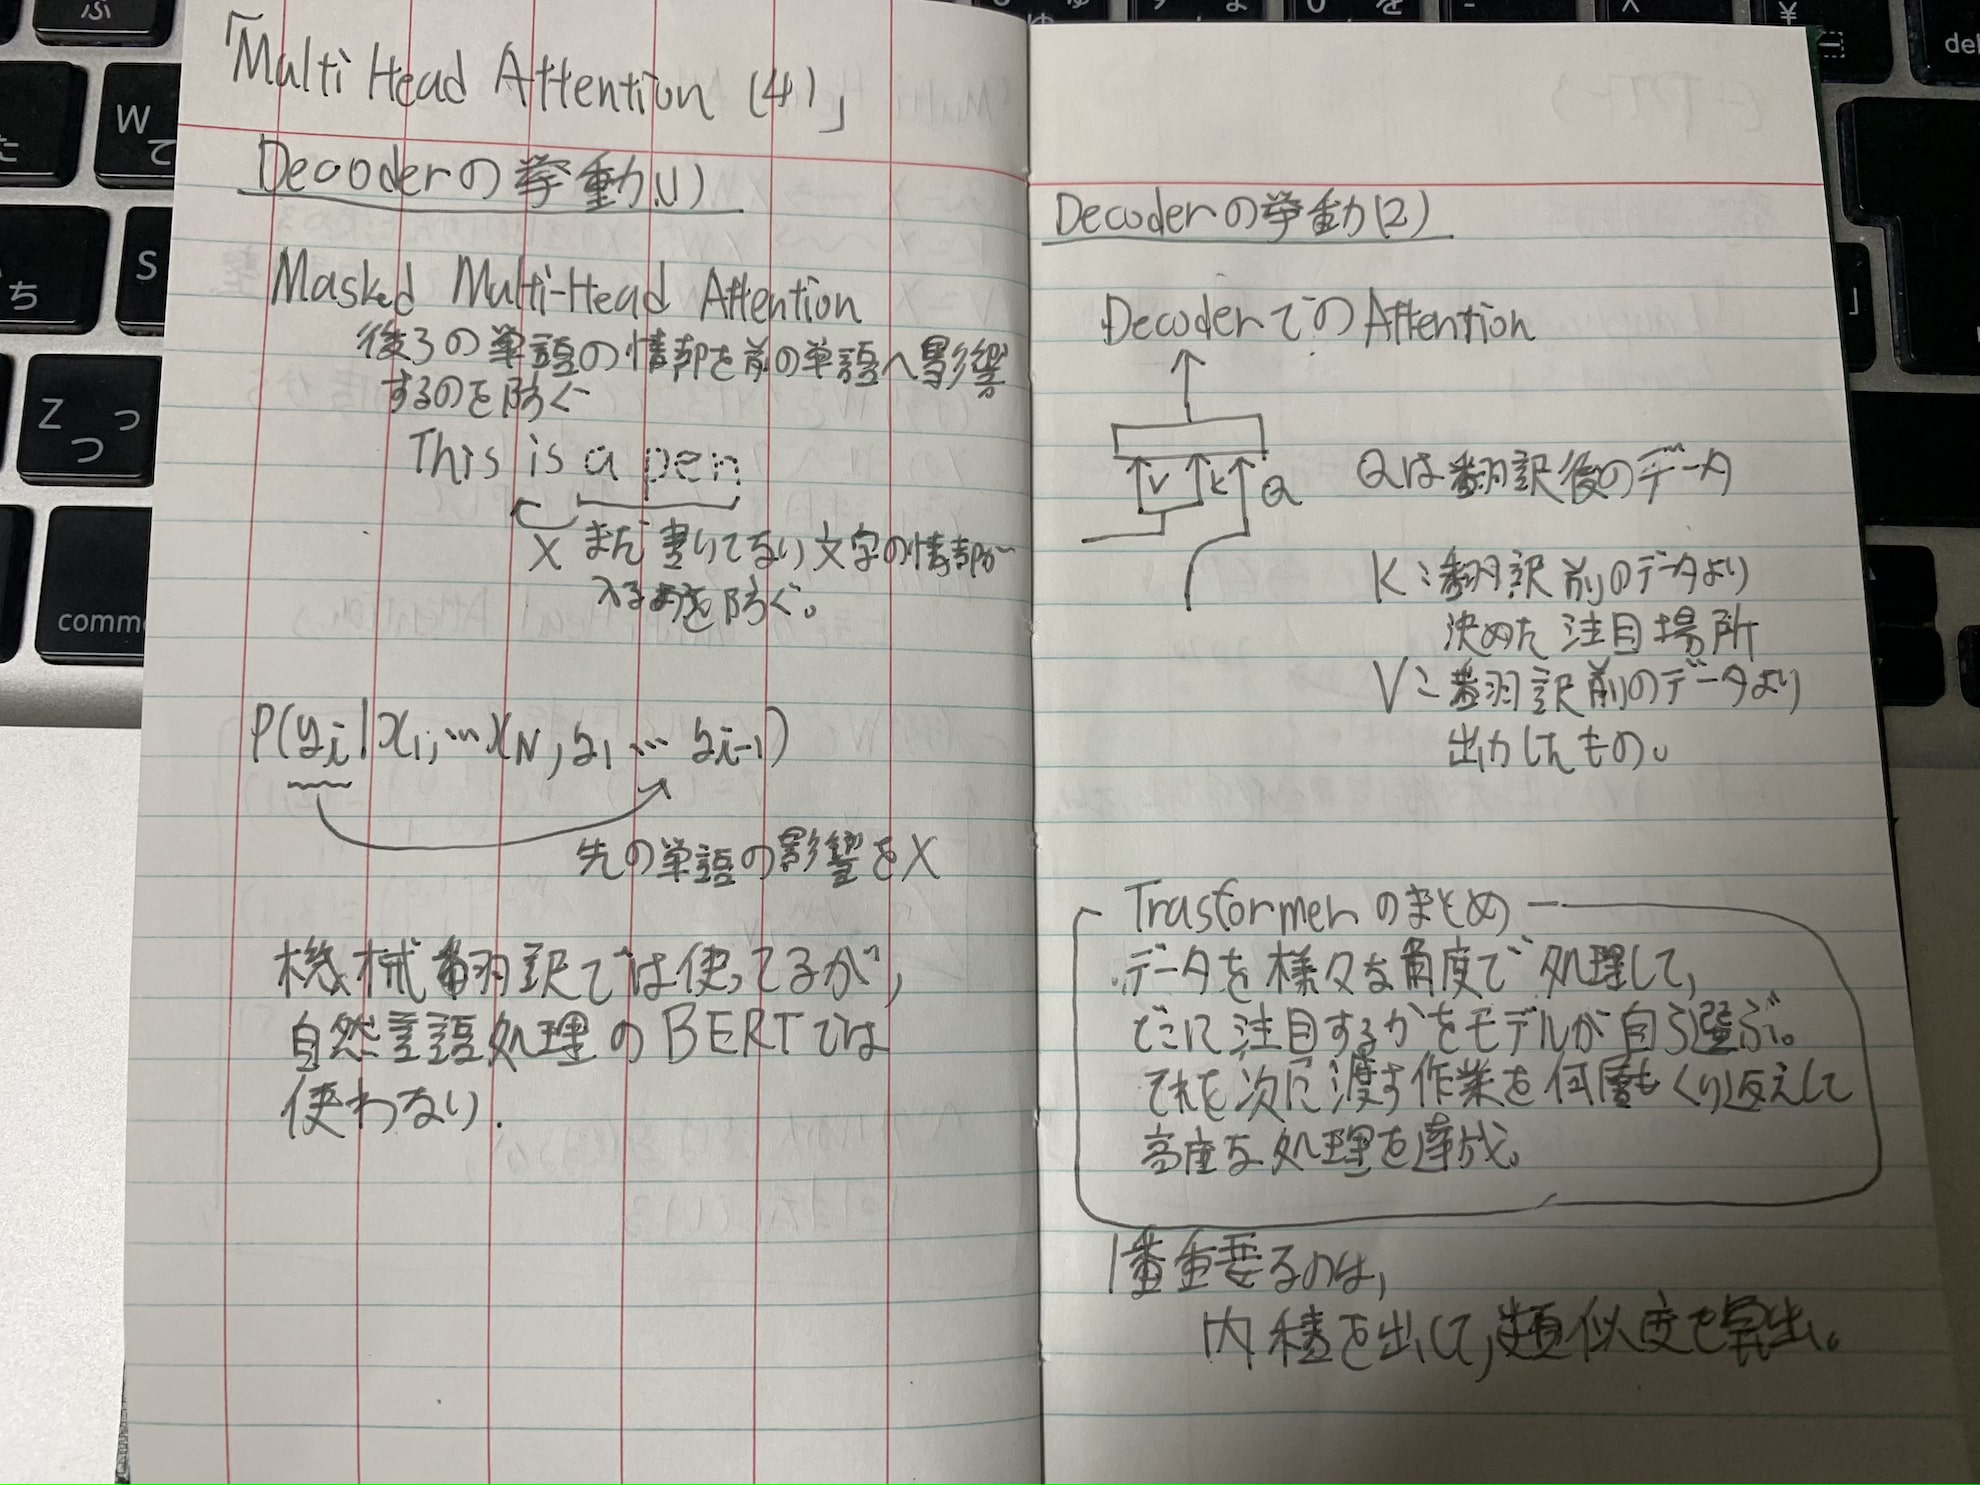 「Multi Head Attention (4)」
Decoderの挙動(1)
Masked Multi-Head Attention
後ろの単語の情報を前の単語へ影響
するのを防ぐ
This is a pen
X まだ書いてない文字の情報が
入るを防ぐ。
P(yi|x1,…xN, y1 … yi-1)
先の単語の影響をX
機械翻訳では使ってるが,
自然言語処理のBERTでは
使わない.
Decoderの挙動(2)
DecoderでのAttention
V K Q
Qは翻訳後のデータ
K:翻訳前のデータより
決めた注目場所
V:翻訳前のデータより
出力したもの。
Trasformerのまとめ
データを様々な角度で処理して,
どこに注目するかをモデルが自ら選ぶ。
それを次に渡す作業を何層もくり返えして
高度な処理を達成。
1番重要るのは,
内積を出して,類似度を算出。
W
て
S
Z
っ
つ
comm
ち
ふ
¥
del